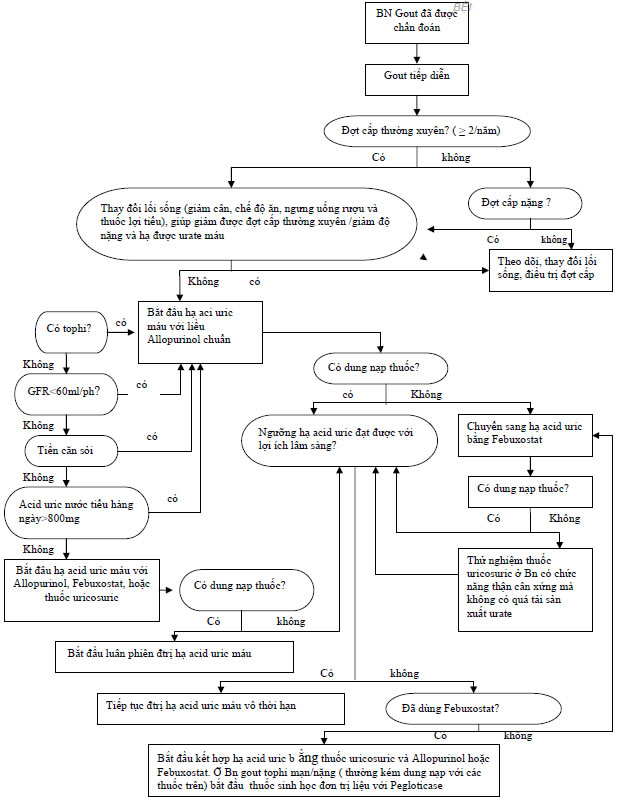 BỆI
BN Gout đã được
chẩn đoán
Gout tiếp diễn
Đợt cấp thường xuyên? ( ≥ 2/năm)
Có
không
Thay đổi lối sống (giảm cân, chế độ ăn, ngưng uống rượu và
thuốc lợi tiểu), giúp giảm được đợt cấp thường xuyên /giảm độ
nặng và hạ được urate máu
Đợt cấp nặng ?
Có
không
Theo dõi, thay đổi lối
sống, điều trị đợt cấp
Không
có
Có tophi?
có
Bắt đầu hạ aci uric
máu với liều
Allopurinol chuẩn
Không
GFR<60ml/ph?
có
Có dung nạp thuốc?
có
Không
Không
Tiền căn sỏi
có
Ngưỡng hạ acid uric đạt được với
lợi ích lâm sàng?
Chuyển sang hạ acid uric
bằng Febuxostat
Không
Acid uric nước tiểu hàng
ngày>800mg
có
Có dung nạp thuốc?
Có
Không
Không
Bắt đầu hạ acid uric máu với
Allopurinol, Febuxostat, hoặc
thuốc uricosuric
Có dung nạp thuốc?
Thử nghiệm thuốc
uricosuric ở Bn có chức
năng thận cân xứng mà
không có quá tải sản
xuất urate
Có
không
Bắt đầu luân phiên đtrị hạ acid uric máu
Có
không
Tiếp tục đtrị hạ acid uric máu vô thời hạn
Đã dùng Febuxostat?
Có
không
Bắt đầu kết hợp hạ acid uric b ằng thuốc uricosuric và Allopurinol hoặc
Febuxostat. Ở Bn gout tophi mạn/nặng ( thường kém dung nạp với các
thuốc trên) bắt đầu thuốc sinh học đơn trị liệu với Pegloticase